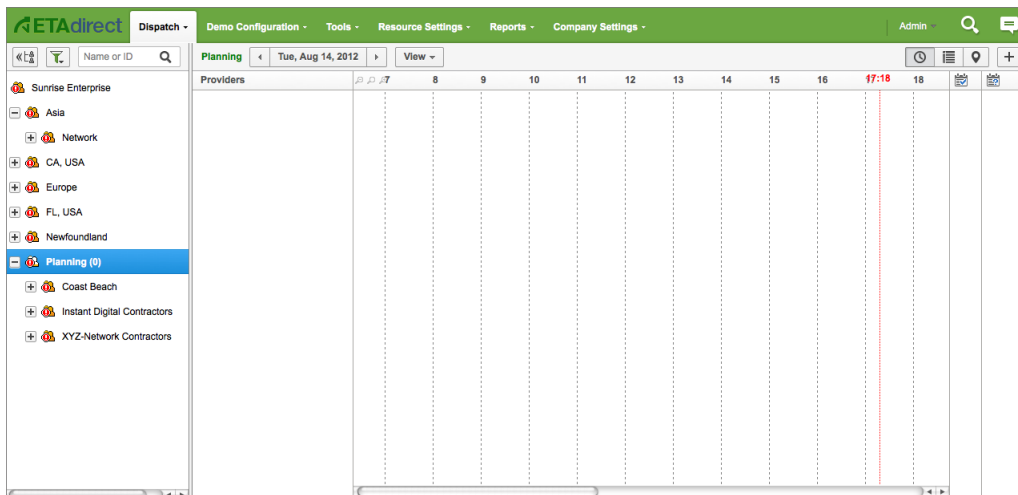 ETAdirect Dispatch Demo Configuration Tools Resource Settings Reports Company Settings Admin
Name or ID Planning Tue, Aug 14, 2012 View
Providers 7 8 9 10 11 12 13 14 15 16 17:18 18
Sunrise Enterprise
Asia
Network
CA, USA
Europe
FL, USA
Newfoundland
Planning (0)
Coast Beach
Instant Digital Contractors
XYZ-Network Contractors